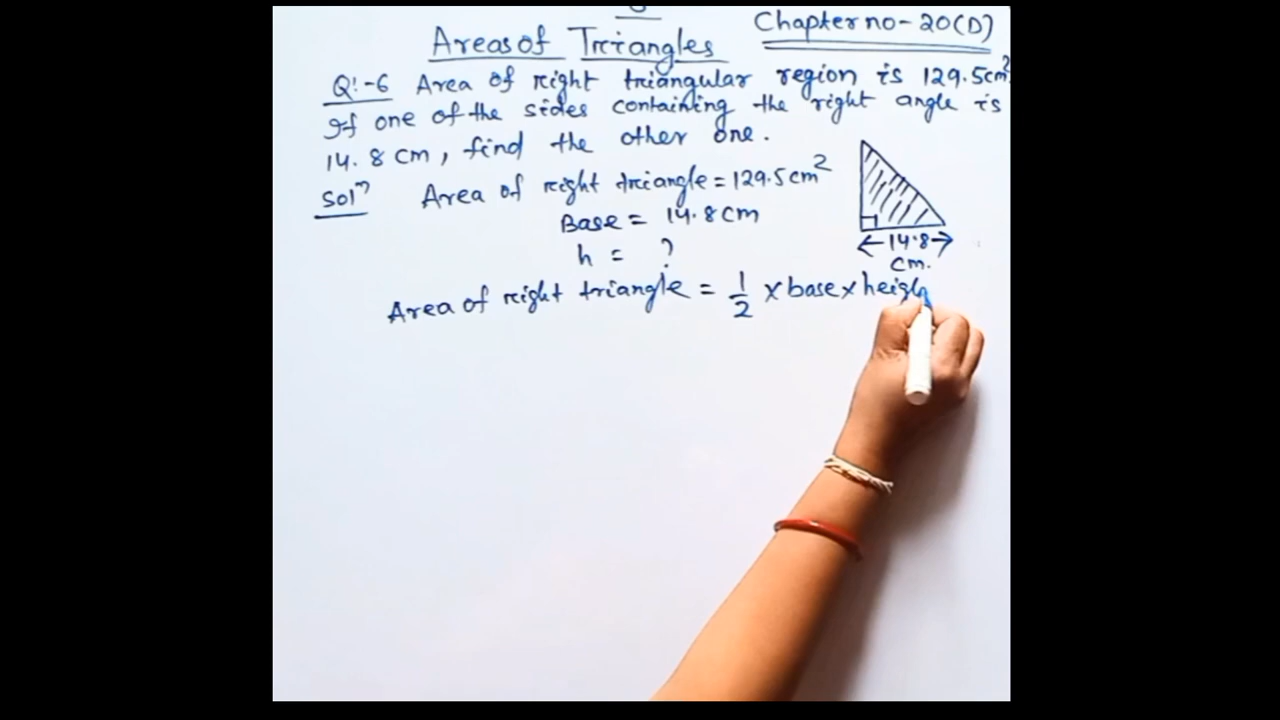 Chapter no - 20(D)
Areas of Triangles
Q:-6 Area of right triangular region is 129.5cm²
If one of the sides containing the right angle is
14.8 cm, find the other one.
Solⁿ Area of right triangle = 129.5 cm²
Base = 14.8 cm
h = ?
14.8
cm.
Area of right triangle = 1/2 × base × heigh